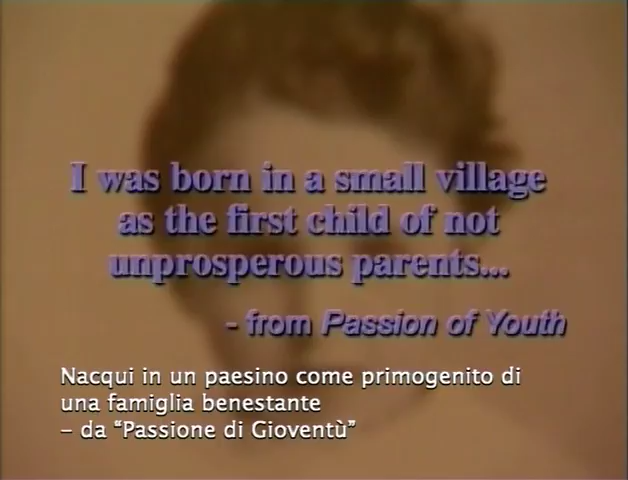 I was born in a small village
as the first child of not
unprosperous parents...
- from Passion of Youth
Nacqui in un paesino come primogenito di
una famiglia benestante
– da “Passione di Gioventù”